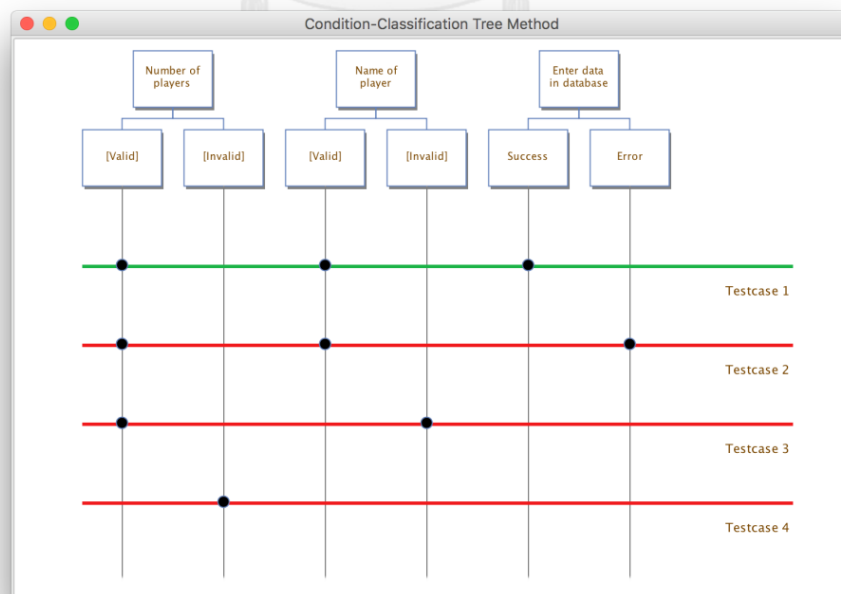 Condition-Classification Tree Method
Number of
players
Name of
player
Enter data
in database
[Valid]
[Invalid]
[Valid]
[Invalid]
Success
Error
Testcase 1
Testcase 2
Testcase 3
Testcase 4